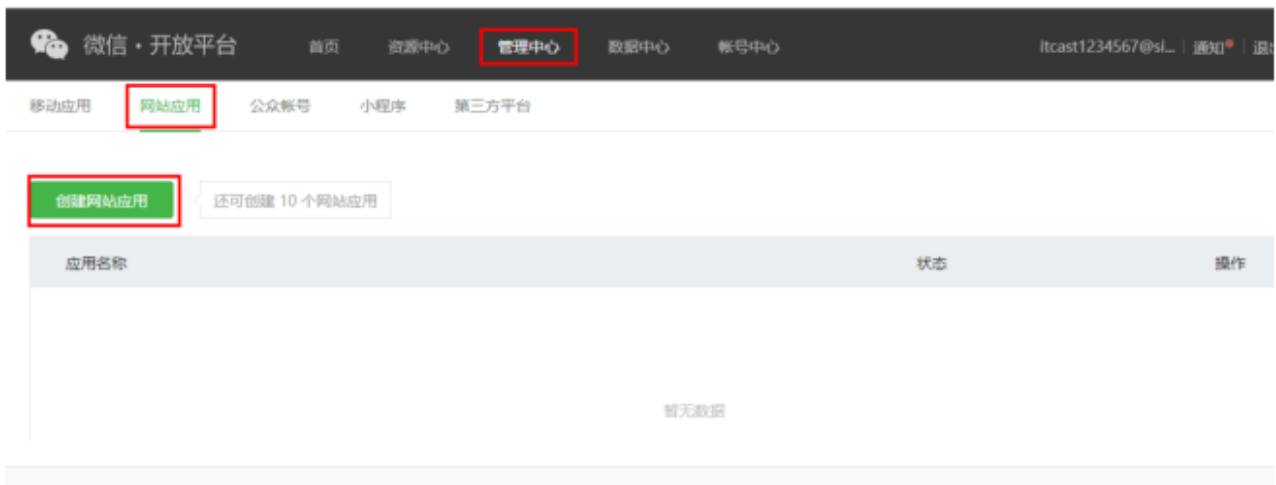 微信·开放平台 首页 资源中心 管理中心 数据中心 帐号中心 itcast1234567@si... 通知 退出
移动应用 网站应用 公众帐号 小程序 第三方平台
创建网站应用 还可创建 10 个网站应用
应用名称 状态 操作
暂无数据